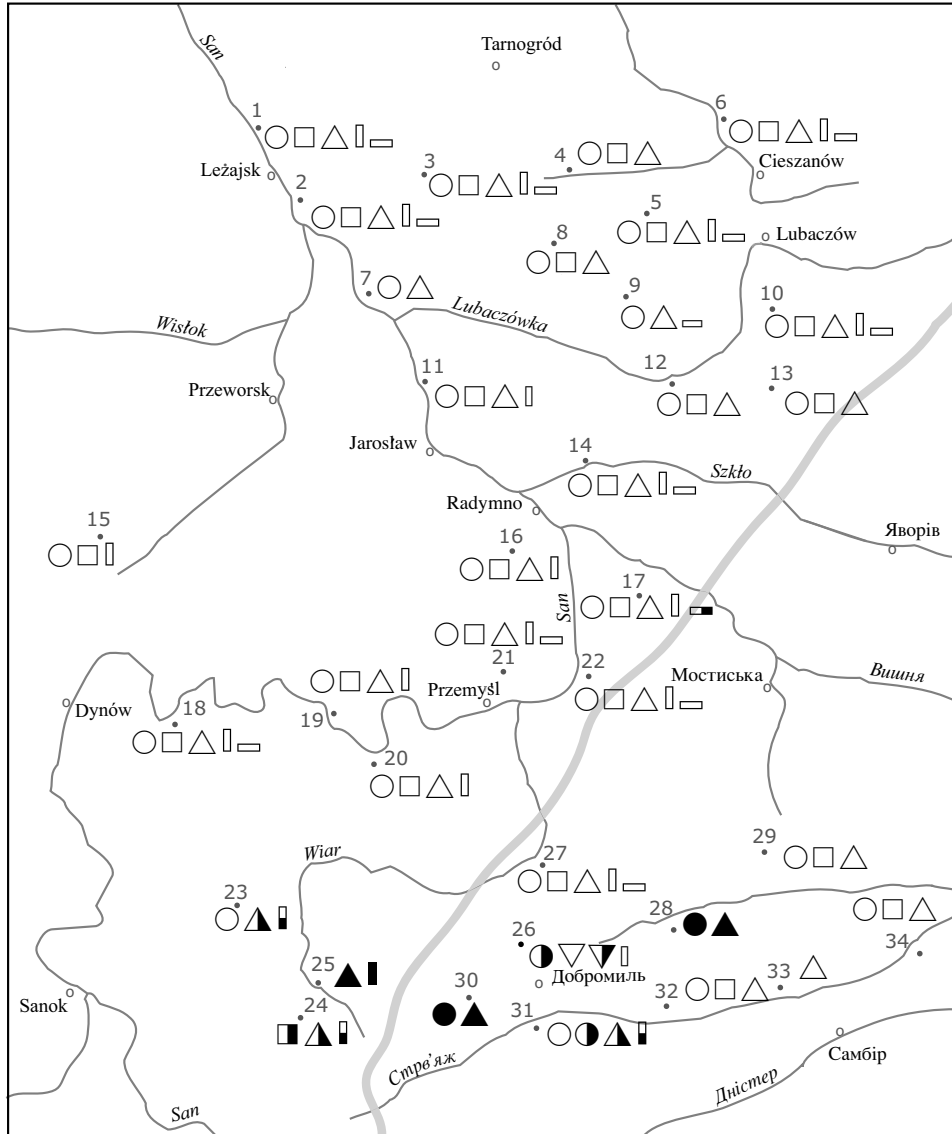 San
Tarnogród
1
6
Leżajsk
2
3
4
Cieszanów
5
8
Lubaczów
7
9
10
Wisłok
Lubaczówka
Przeworsk
11
12
13
Jarosław
14
Szkło
Radymno
15
16
Яворів
17
San
21
22
Przemyśl
Мостиська
Вишня
Dynów
18
19
20
Wiar
27
29
23
26
28
25
Добромиль
34
Sanok
24
30
31
32
33
Стрв’яж
Самбір
San
Дністер